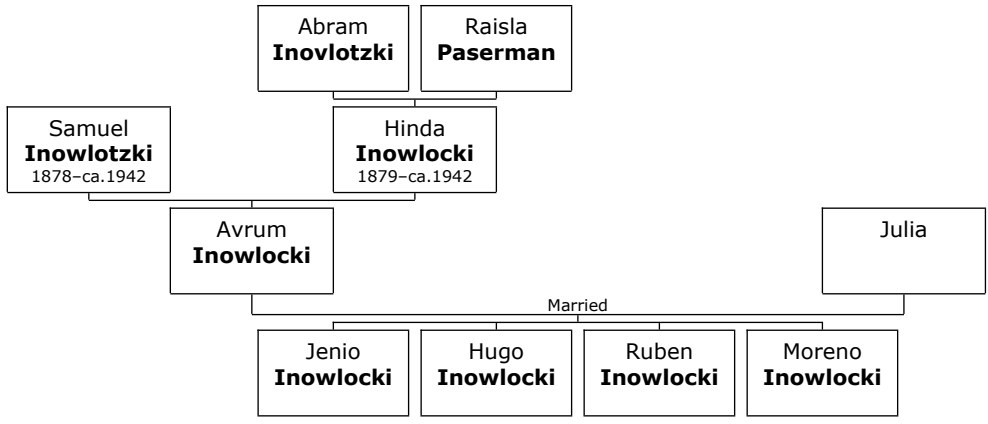 Abram
Inovlotzki
Raisla
Paserman
Samuel
Inowlotzki
1878–ca.1942
Hinda
Inowlocki
1879–ca.1942
Avrum
Inowlocki
Julia
Married
Jenio
Inowlocki
Hugo
Inowlocki
Ruben
Inowlocki
Moreno
Inowlocki